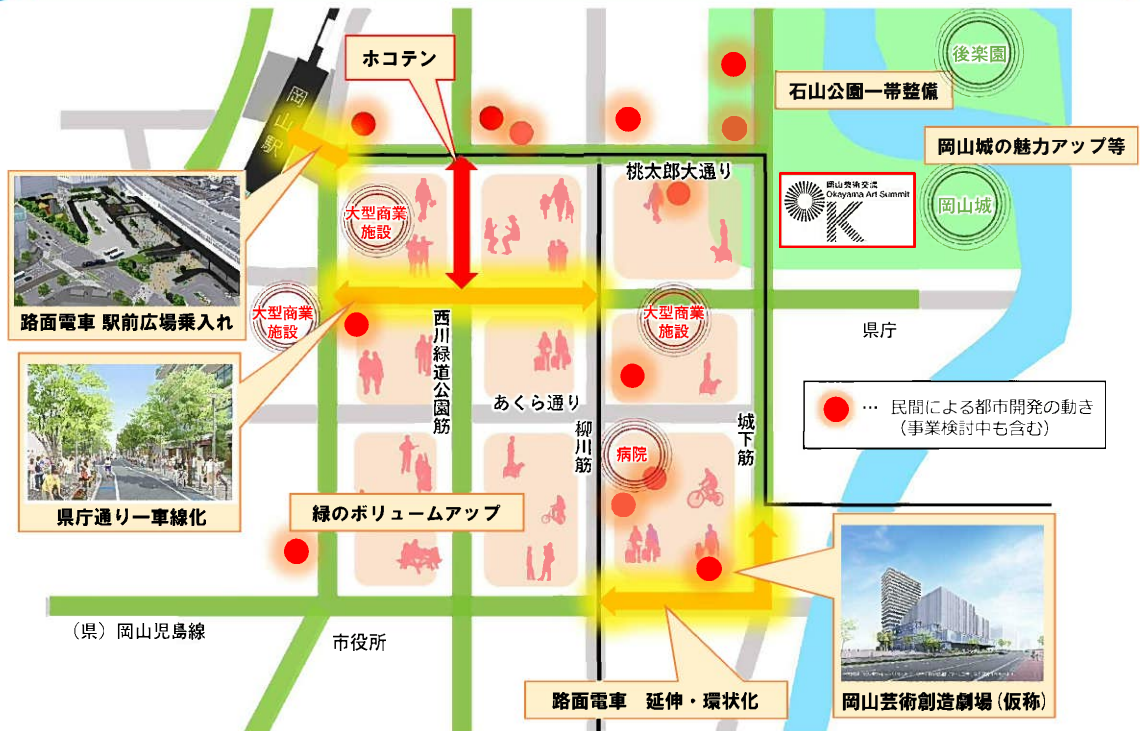 後楽園
ホコテン
石山公園一帯整備
岡山駅
岡山城の魅力アップ等
桃太郎大通り
岡山芸術交流
Okayama Art Summit
K
岡山城
大型商業
施設
路面電車 駅前広場乗入れ
大型商業
施設
大型商業
施設
県庁
西川緑道公園筋
あくら通り
柳川筋
城下筋
… 民間による都市開発の動き
(事業検討中も含む)
病院
県庁通り一車線化
緑のボリュームアップ
(県)岡山児島線
市役所
路面電車 延伸・環状化
岡山芸術創造劇場(仮称)